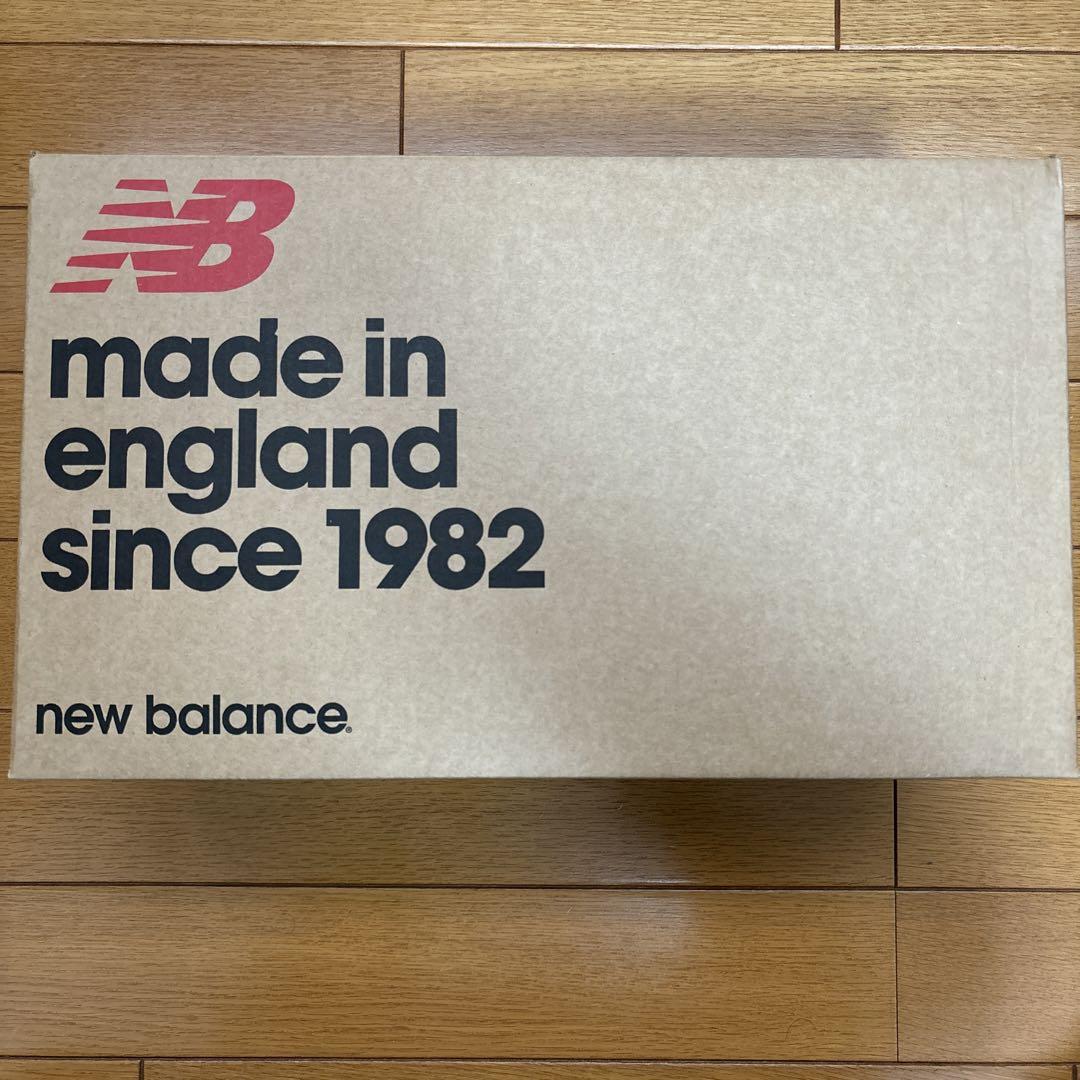 NB
made in
england
since 1982
new balance®